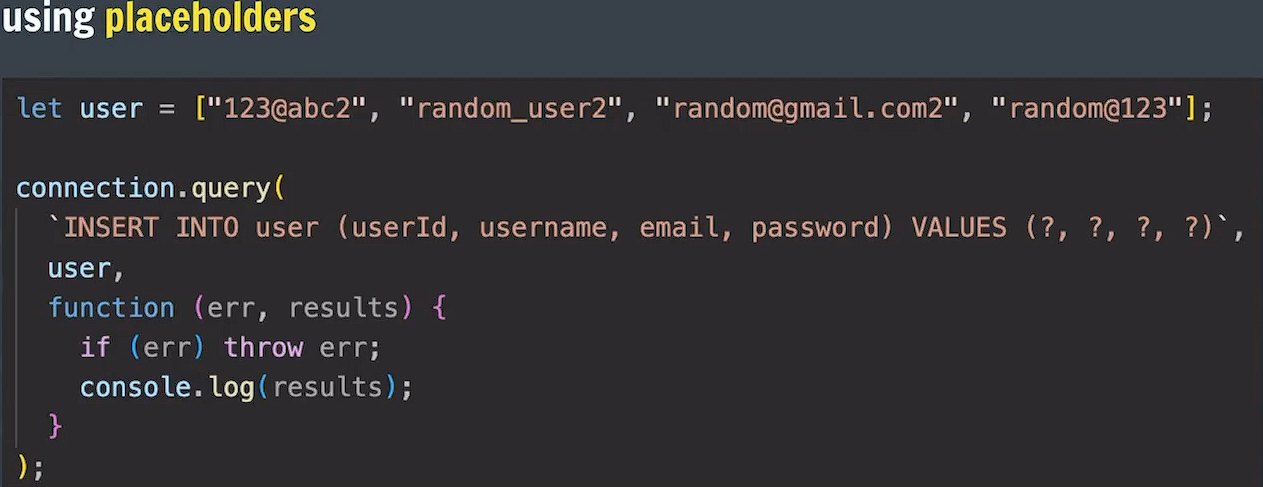 using placeholders
let user = ["123@abc2", "random_user2", "random@gmail.com2", "random@123"];
connection.query(
`INSERT INTO user (userId, username, email, password) VALUES (?, ?, ?, ?)`,
user,
function (err, results) {
if (err) throw err;
console.log(results);
}
);